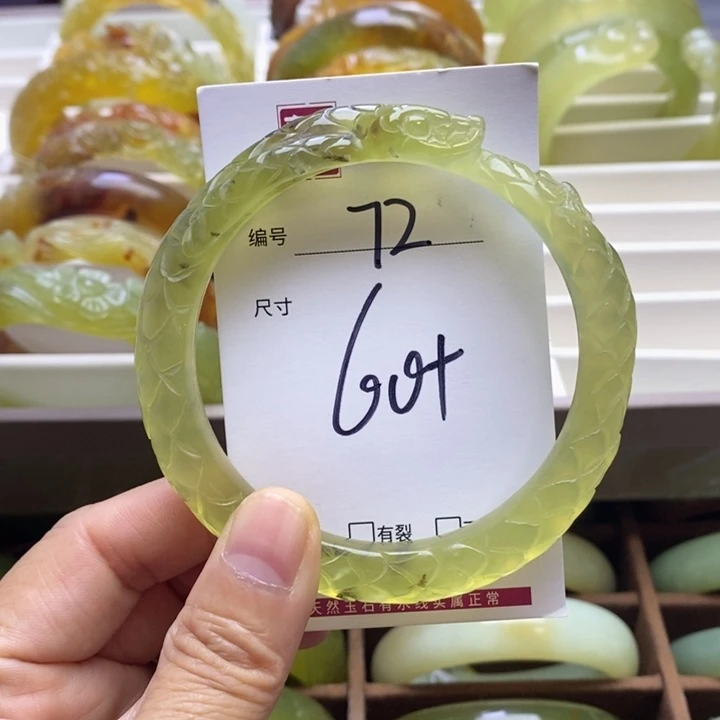 编号 72
尺寸
60+
有裂
天然玉石有水线实属正常